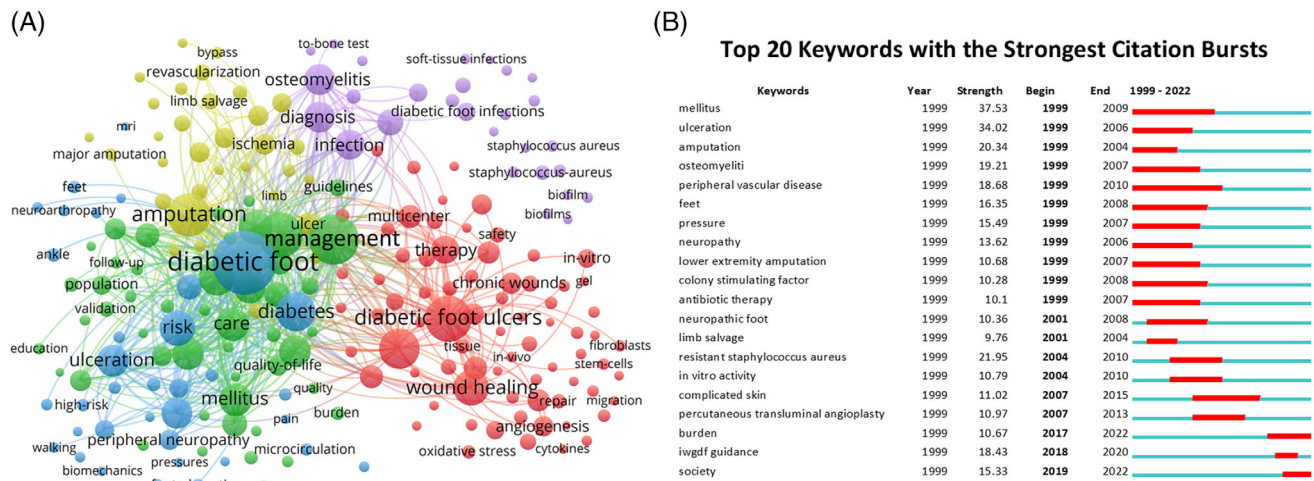 (A)
to-bone test
bypass
soft-tissue infections
revascularization
osteomyelitis
limb salvage
diabetic foot infections
diagnosis
mri
ischemia
infection
staphylococcus aureus
major amputation
staphylococcus-aureus
feet
guidelines
limb
biofilm
neuroarthropathy
amputation
multicenter
biofilms
ulcer
safety
management
therapy
ankle
diabetic foot
in-vitro
follow-up
population
chronic wounds
gel
validation
diabetes
risk
care
diabetic foot ulcers
education
tissue
fibroblasts
ulceration
in-vivo
quality-of-life
stem-cells
wound healing
quality
mellitus
repair
migration
high-risk
burden
pain
angiogenesis
peripheral neuropathy
walking
microcirculation
oxidative stress
cytokines
pressures
biomechanics
(B)
Top 20 Keywords with the Strongest Citation Bursts
Keywords Year Strength Begin End 1999 - 2022
mellitus 1999 37.53 1999 2009
ulceration 1999 34.02 1999 2006
amputation 1999 20.34 1999 2004
osteomyeliti 1999 19.21 1999 2007
peripheral vascular disease 1999 18.68 1999 2010
feet 1999 16.35 1999 2008
pressure 1999 15.49 1999 2007
neuropathy 1999 13.62 1999 2006
lower extremity amputation 1999 10.68 1999 2007
colony stimulating factor 1999 10.28 1999 2008
antibiotic therapy 1999 10.1 1999 2007
neuropathic foot 1999 10.36 2001 2008
limb salvage 1999 9.76 2001 2004
resistant staphylococcus aureus 1999 21.95 2004 2010
in vitro activity 1999 10.79 2004 2010
complicated skin 1999 11.02 2007 2015
percutaneous transluminal angioplasty 1999 10.97 2007 2013
burden 1999 10.67 2017 2022
iwgdf guidance 1999 18.43 2018 2020
society 1999 15.33 2019 2022